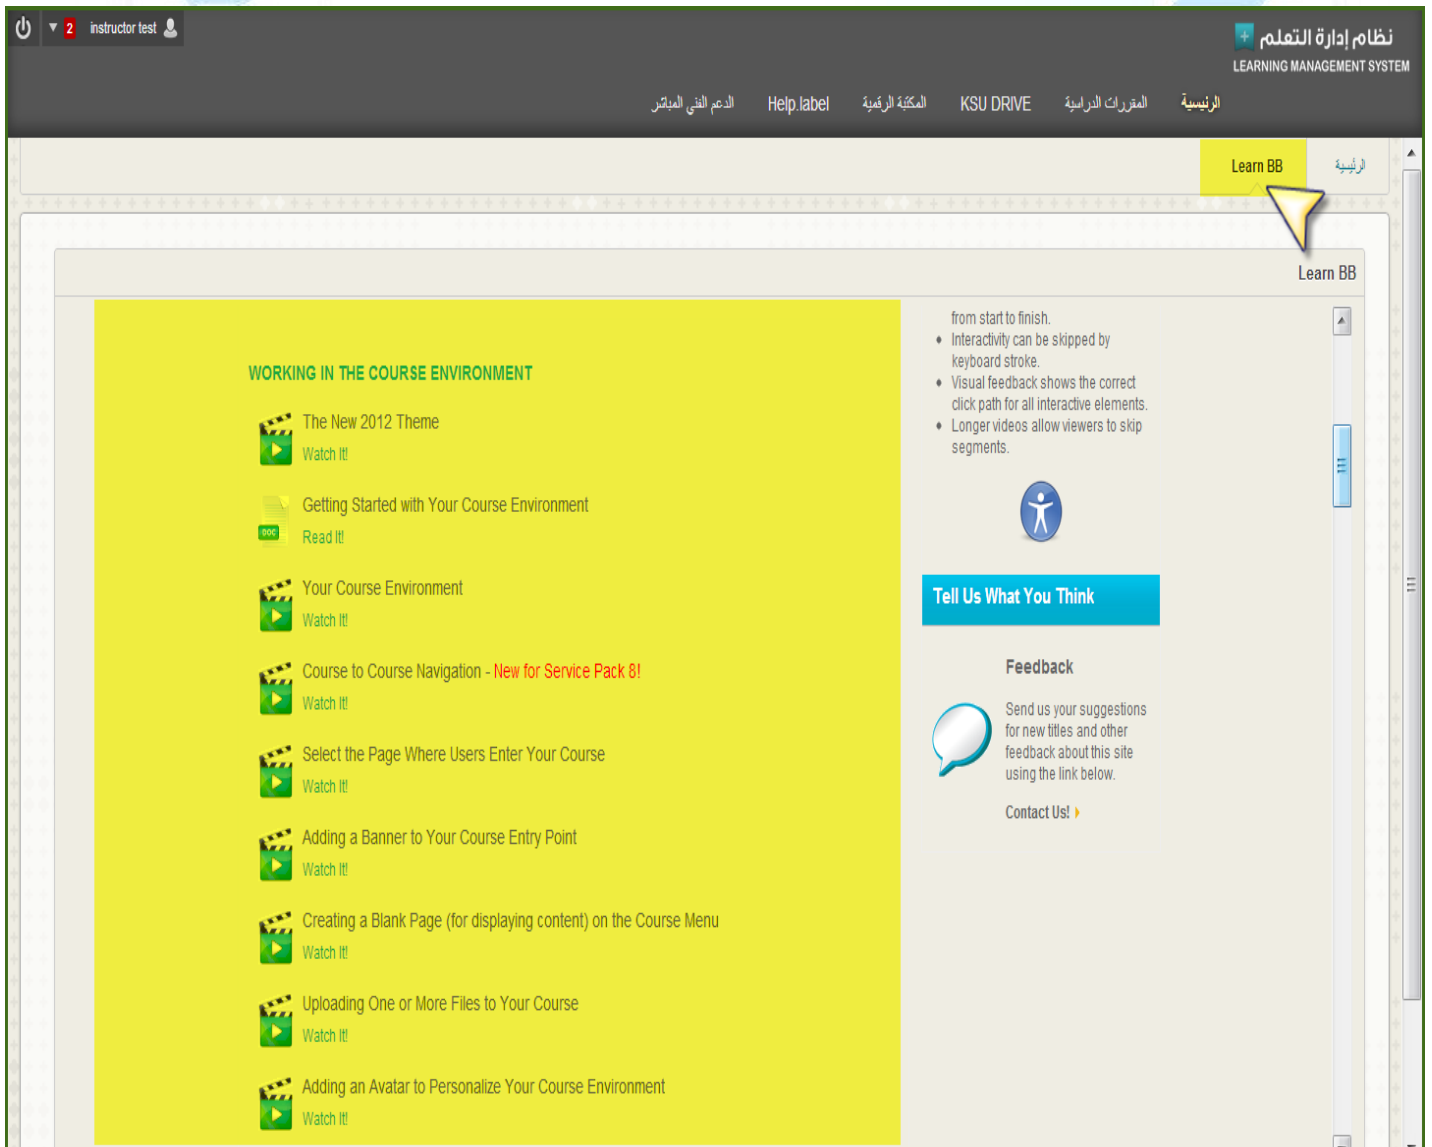 2 instructor test
نظام إدارة التعلم
LEARNING MANAGEMENT SYSTEM
الرئيسية المقررات الدراسية KSU DRIVE المكتبة الرقمية Help.label الدعم الفني المباشر
الرئيسية Learn BB
Learn BB
WORKING IN THE COURSE ENVIRONMENT
The New 2012 Theme
Watch It!
DOC
Getting Started with Your Course Environment
Read It!
Your Course Environment
Watch It!
Course to Course Navigation - New for Service Pack 8!
Watch It!
Select the Page Where Users Enter Your Course
Watch It!
Adding a Banner to Your Course Entry Point
Watch It!
Creating a Blank Page (for displaying content) on the Course Menu
Watch It!
Uploading One or More Files to Your Course
Watch It!
Adding an Avatar to Personalize Your Course Environment
Watch It!
from start to finish.
Interactivity can be skipped by
keyboard stroke.
Visual feedback shows the correct
click path for all interactive elements.
Longer videos allow viewers to skip
segments.
Tell Us What You Think
Feedback
Send us your suggestions
for new titles and other
feedback about this site
using the link below.
Contact Us!